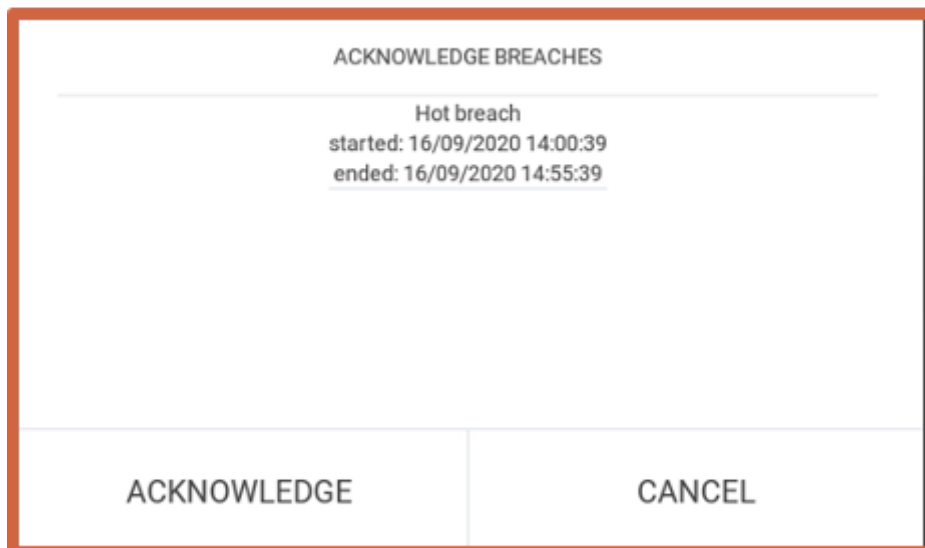 ACKNOWLEDGE BREACHES
Hot breach
started: 16/09/2020 14:00:39
ended: 16/09/2020 14:55:39
ACKNOWLEDGE
CANCEL